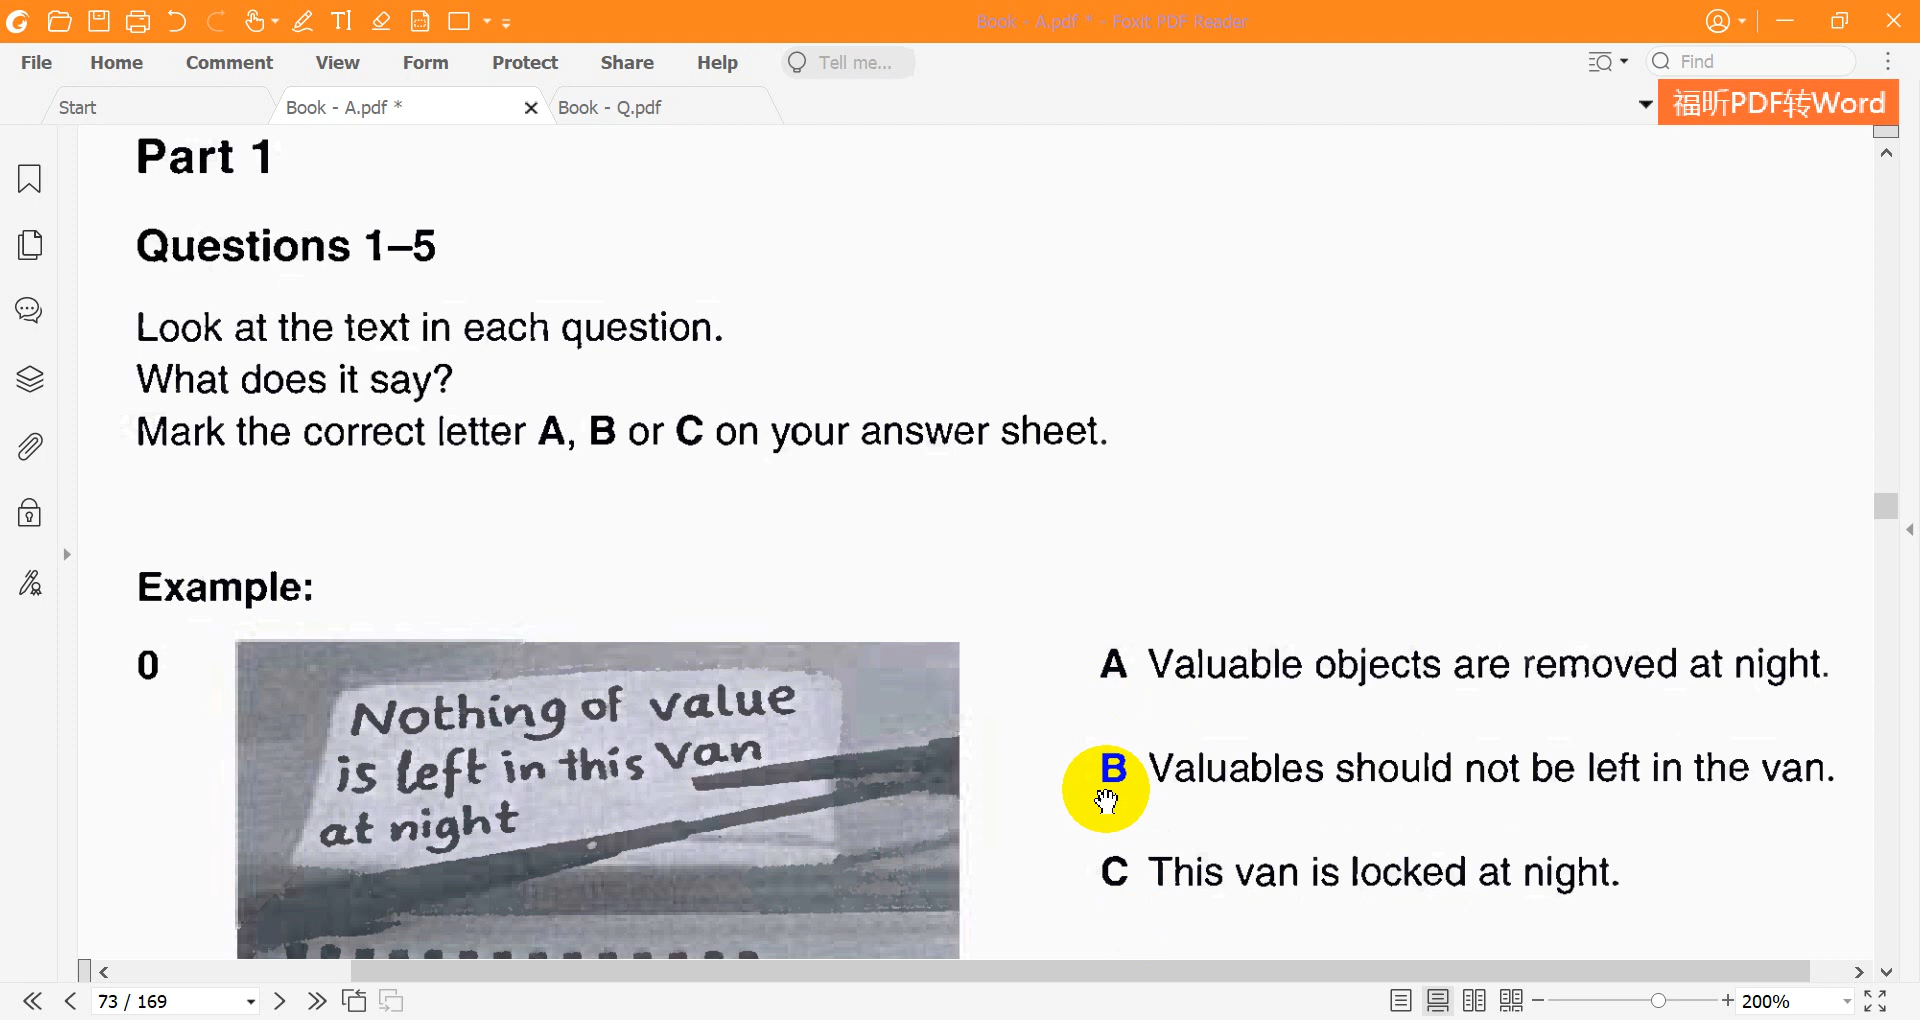 Book - A.pdf * - Foxit PDF Reader
File Home Comment View Form Protect Share Help Tell me... Find
Start Book - A.pdf * Book - Q.pdf 福昕PDF转Word
Part 1
Questions 1–5
Look at the text in each question.
What does it say?
Mark the correct letter A, B or C on your answer sheet.
Example:
0
Nothing of value
is left in this van
at night
A Valuable objects are removed at night.
B Valuables should not be left in the van.
C This van is locked at night.
73 / 169 200%